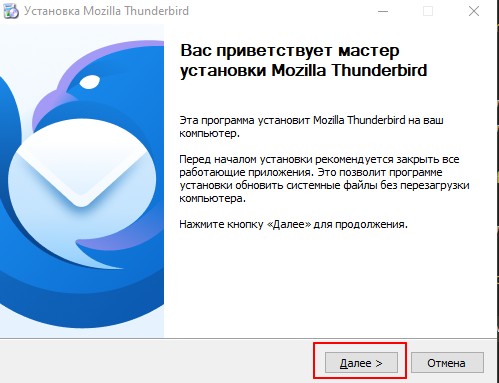 Установка Mozilla Thunderbird
Вас приветствует мастер
установки Mozilla Thunderbird
Эта программа установит Mozilla Thunderbird на ваш
компьютер.
Перед началом установки рекомендуется закрыть все
работающие приложения. Это позволит программе
установки обновить системные файлы без перезагрузки
компьютера.
Нажмите кнопку «Далее» для продолжения.
Далее >
Отмена